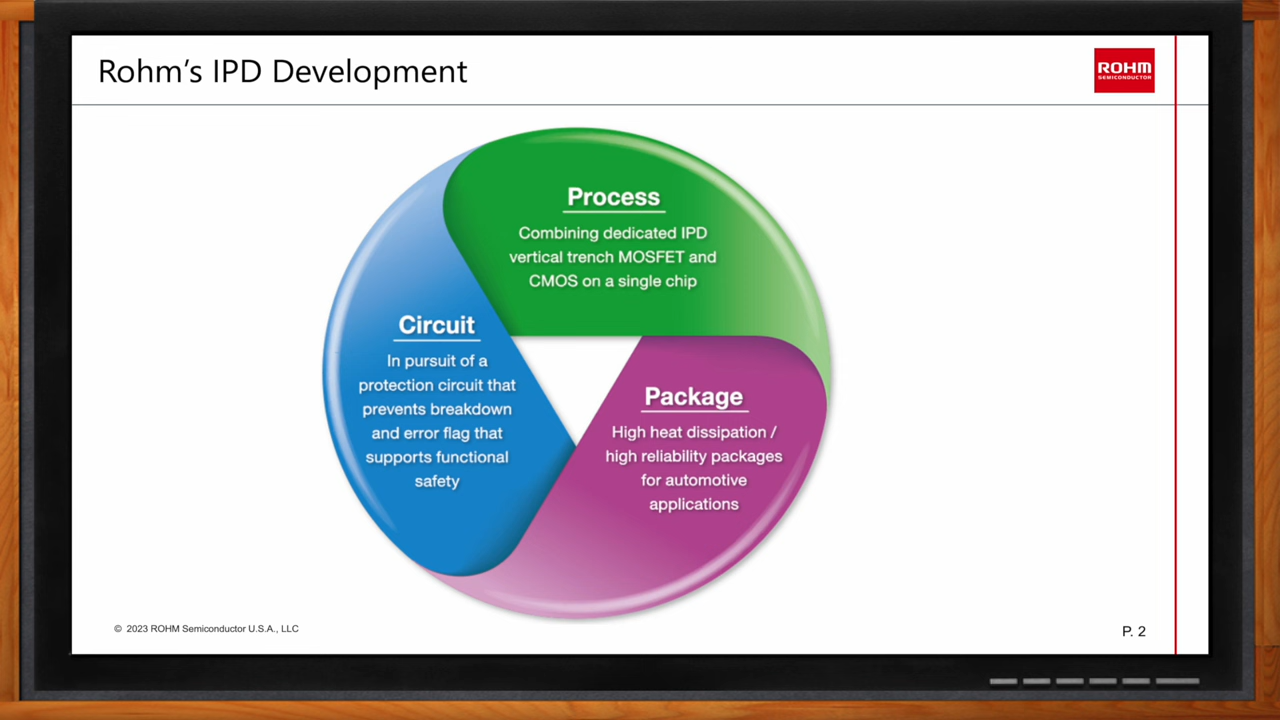 Rohm’s IPD Development
ROHM
SEMICONDUCTOR
Process
Combining dedicated IPD
vertical trench MOSFET and
CMOS on a single chip
Circuit
In pursuit of a
protection circuit that
prevents breakdown
and error flag that
supports functional
safety
Package
High heat dissipation /
high reliability packages
for automotive
applications
© 2023 ROHM Semiconductor U.S.A., LLC
P. 2